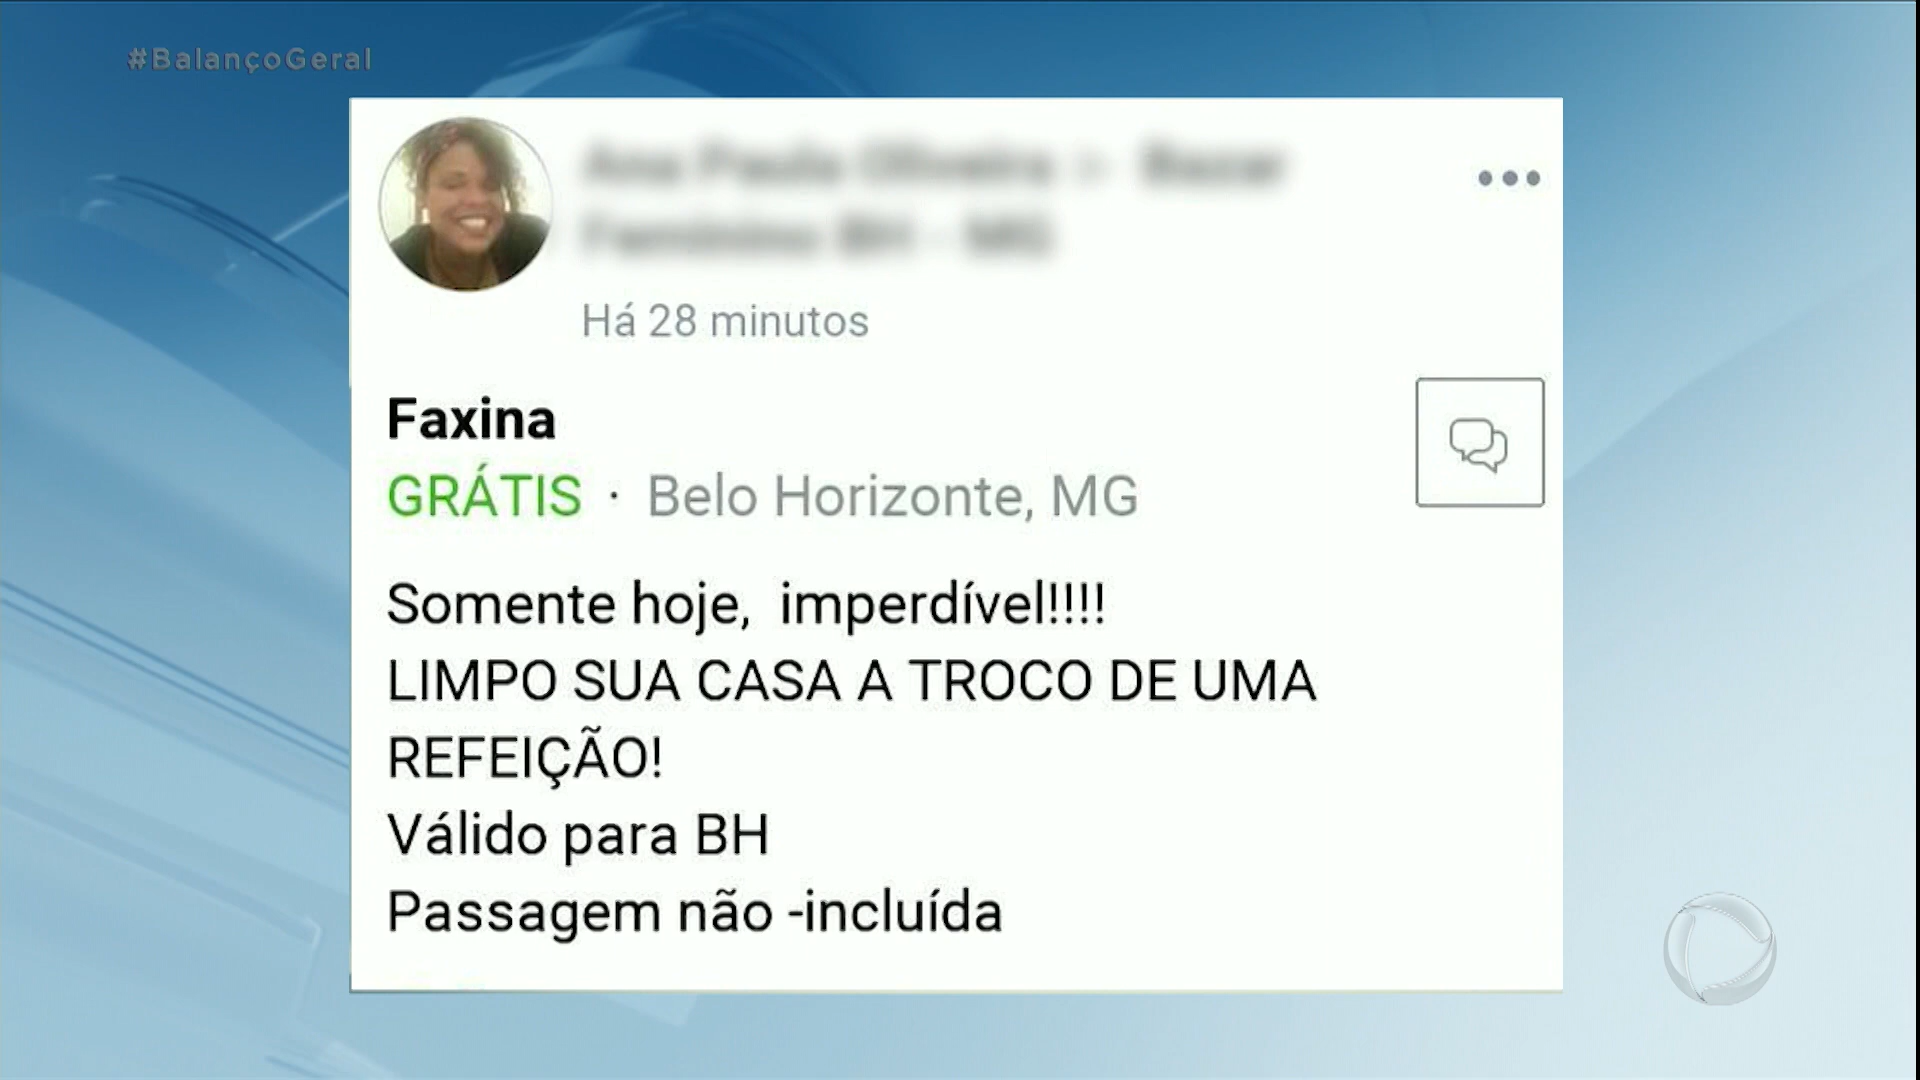 #BalançoGeral
Há 28 minutos
Faxina
GRÁTIS · Belo Horizonte, MG
Somente hoje,  imperdível!!!!
LIMPO SUA CASA A TROCO DE UMA
REFEIÇÃO!
Válido para BH
Passagem não -incluída